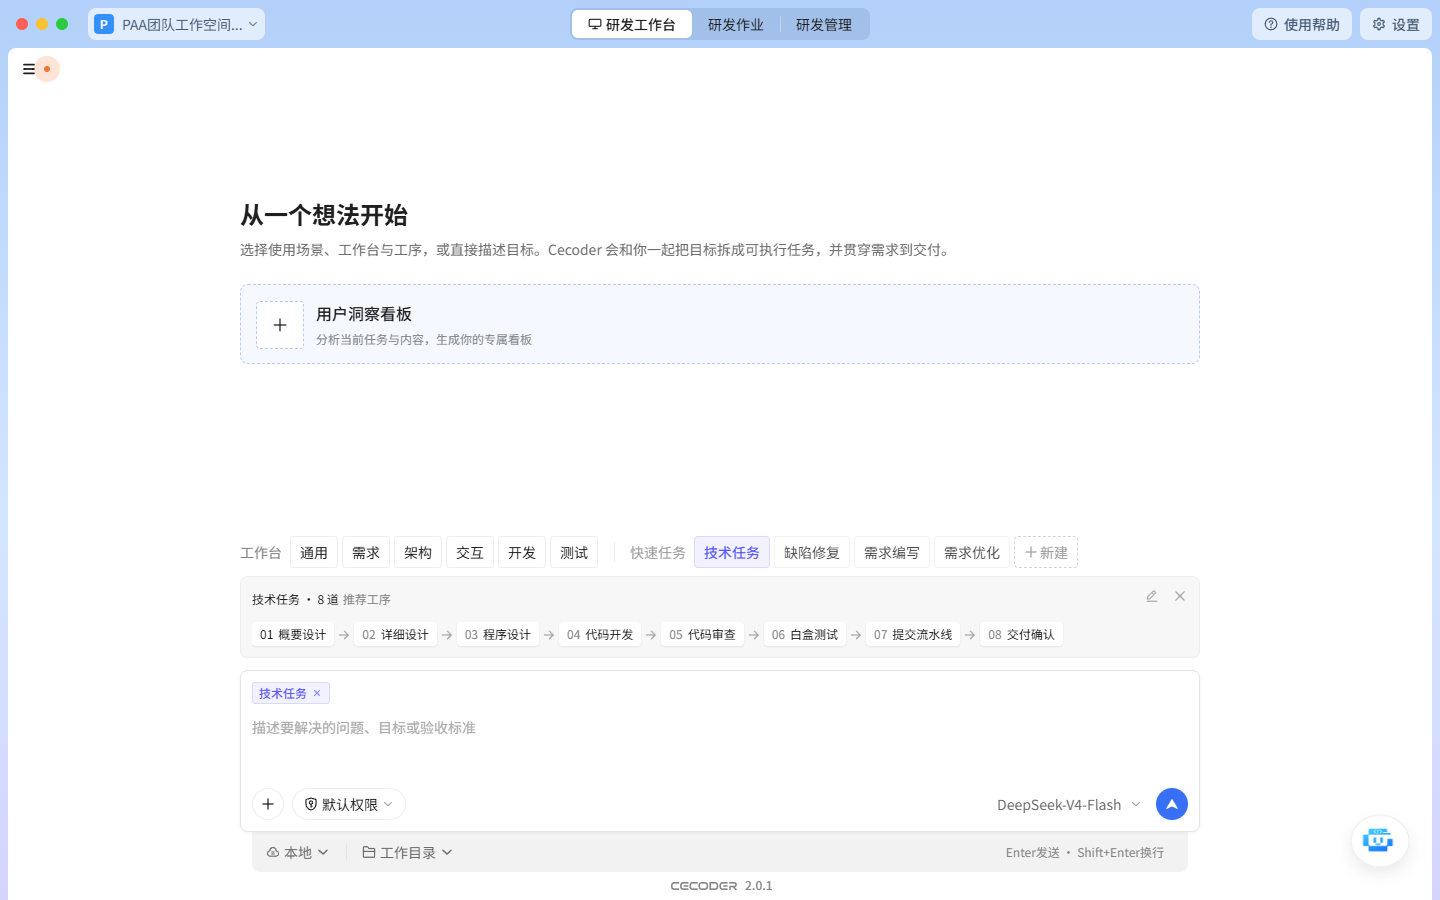 P PAA团队工作空间... 研发工作台 研发作业 研发管理 使用帮助 设置
从一个想法开始
选择使用场景、工作台与工序，或直接描述目标。Cecoder 会和你一起把目标拆成可执行任务，并贯穿需求到交付。
用户洞察看板
分析当前任务与内容，生成你的专属看板
工作台 通用 需求 架构 交互 开发 测试 快速任务 技术任务 缺陷修复 需求编写 需求优化 新建
技术任务 · 8 道 推荐工序
01 概要设计 → 02 详细设计 → 03 程序设计 → 04 代码开发 → 05 代码审查 → 06 白盒测试 → 07 提交流水线 → 08 交付确认
技术任务 ×
描述要解决的问题、目标或验收标准
默认权限 DeepSeek-V4-Flash
本地 工作目录 Enter发送 · Shift+Enter换行
CECODER 2.0.1